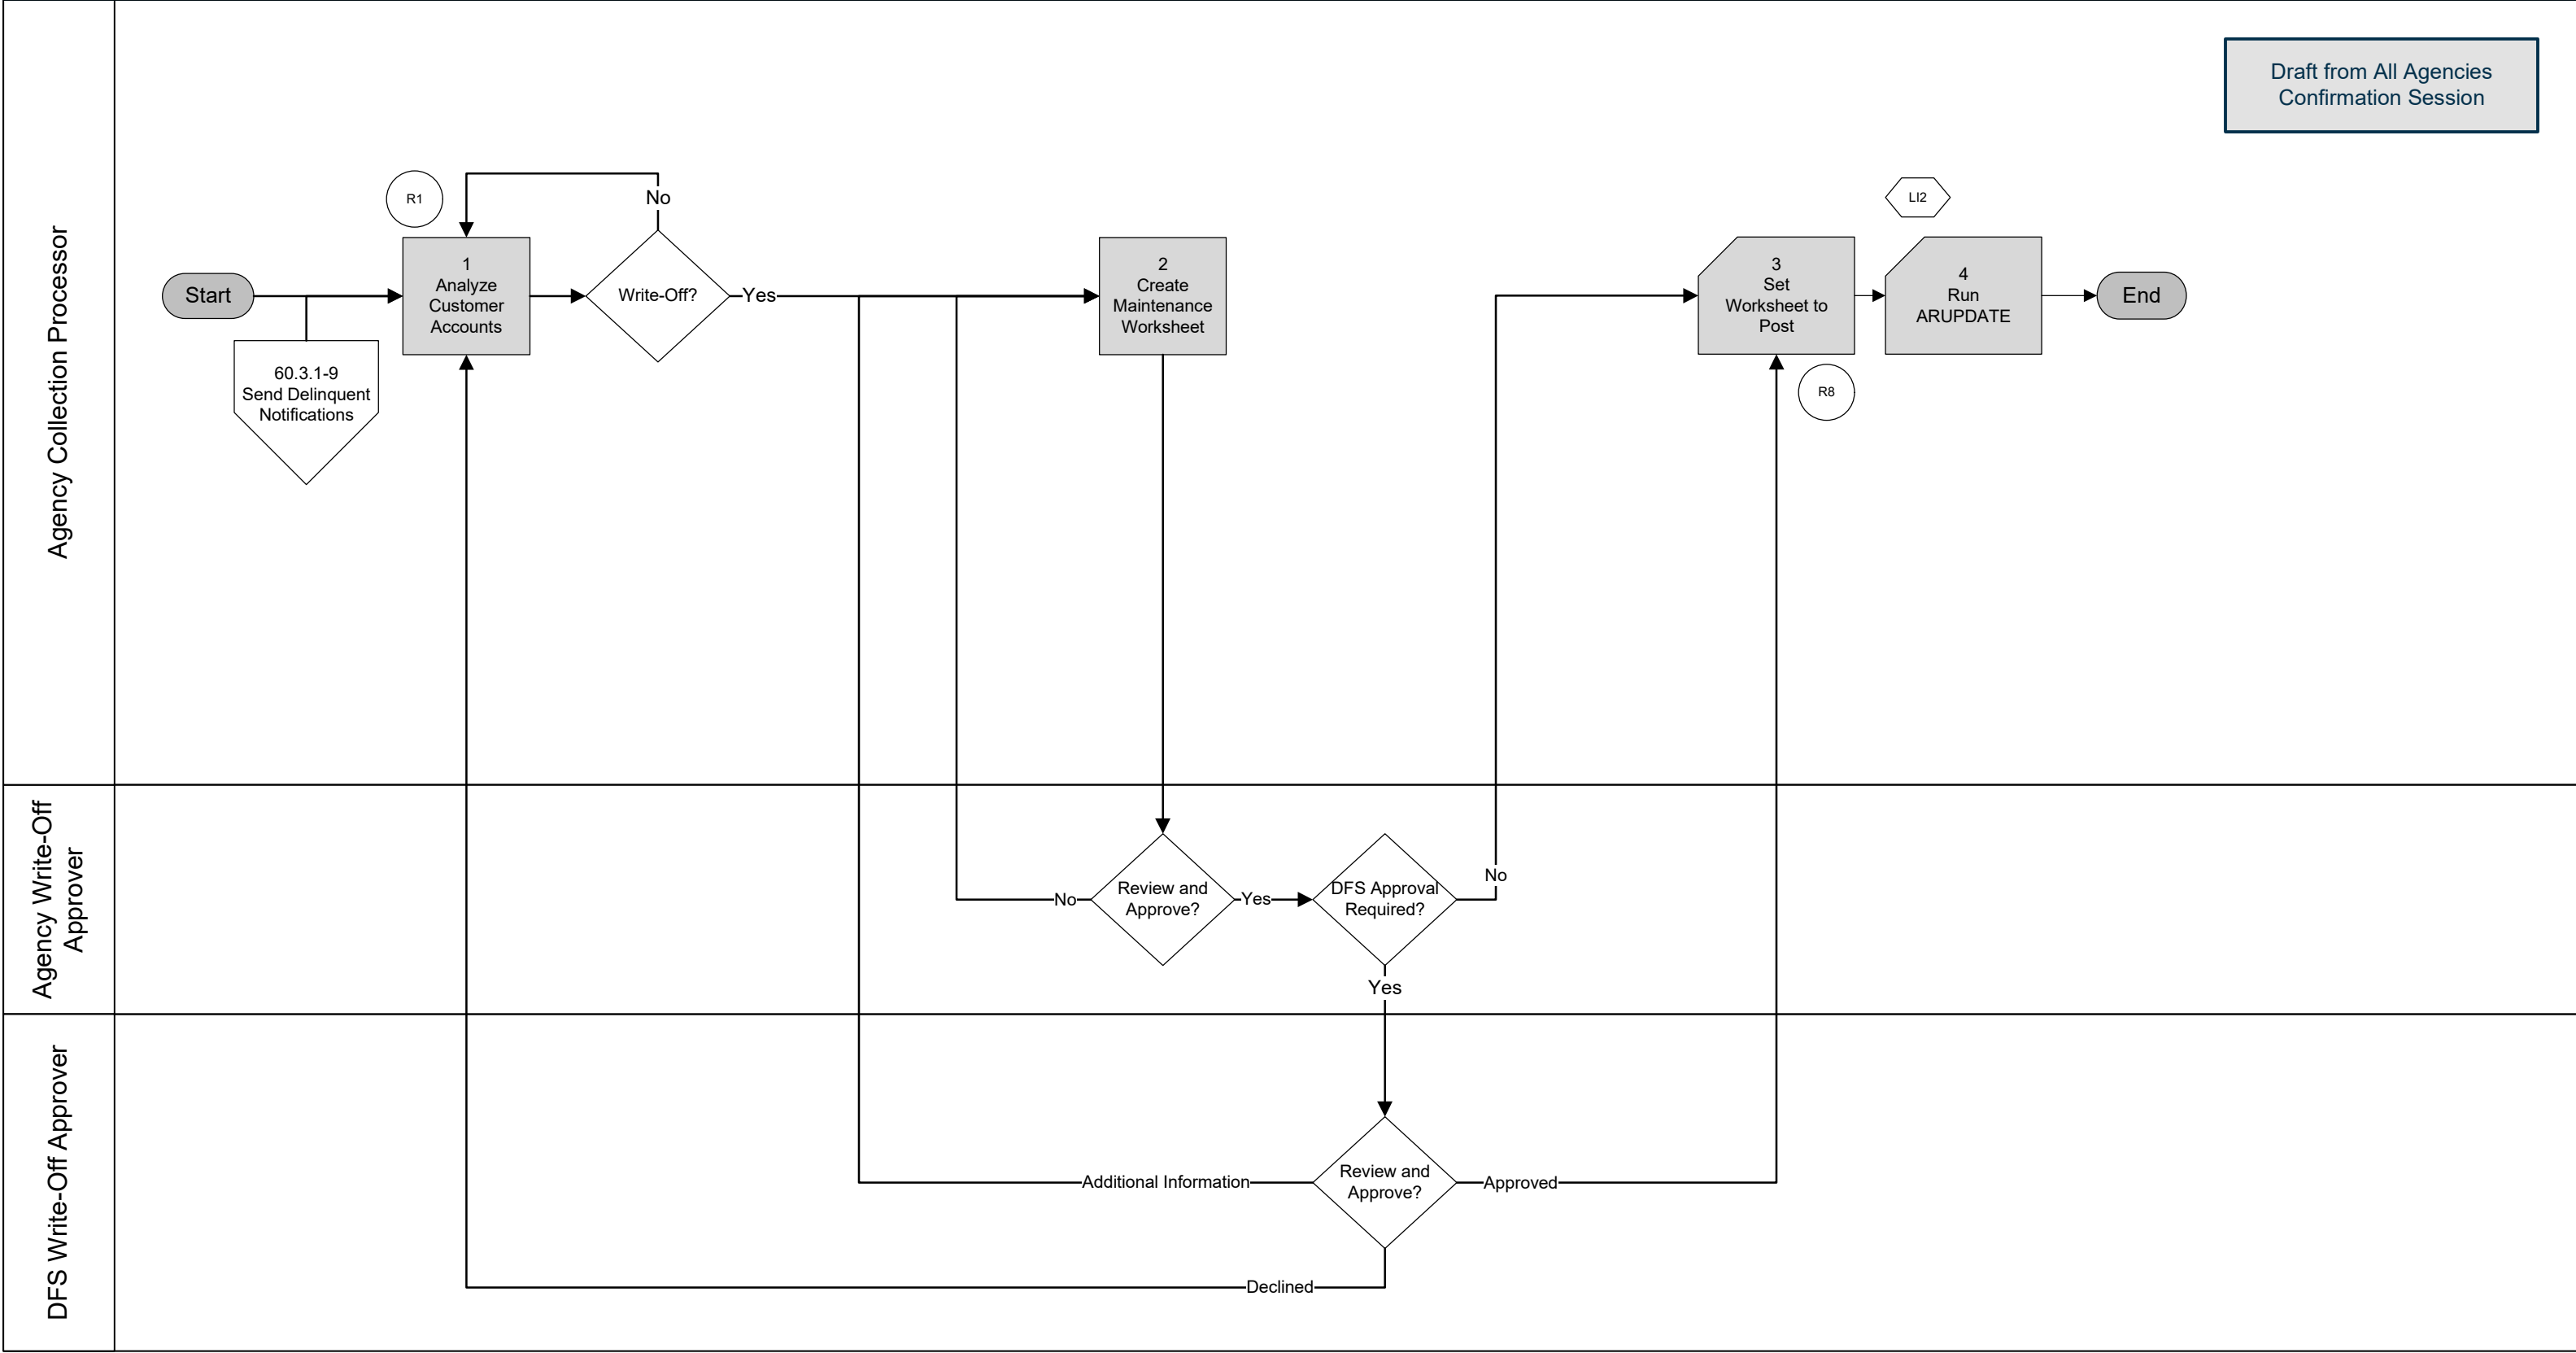 Draft from All Agencies
Confirmation Session
Agency Collection Processor
R1
No
LI2
Start
1
Analyze
Customer
Accounts
Write-Off?
Yes
2
Create
Maintenance
Worksheet
3
Set
Worksheet to
Post
4
Run
ARUPDATE
End
60.3.1-9
Send Delinquent
Notifications
R8
Agency Write-Off
Approver
No
Review and
Approve?
Yes
DFS Approval
Required?
No
Yes
DFS Write-Off Approver
Additional Information
Review and
Approve?
Approved
Declined